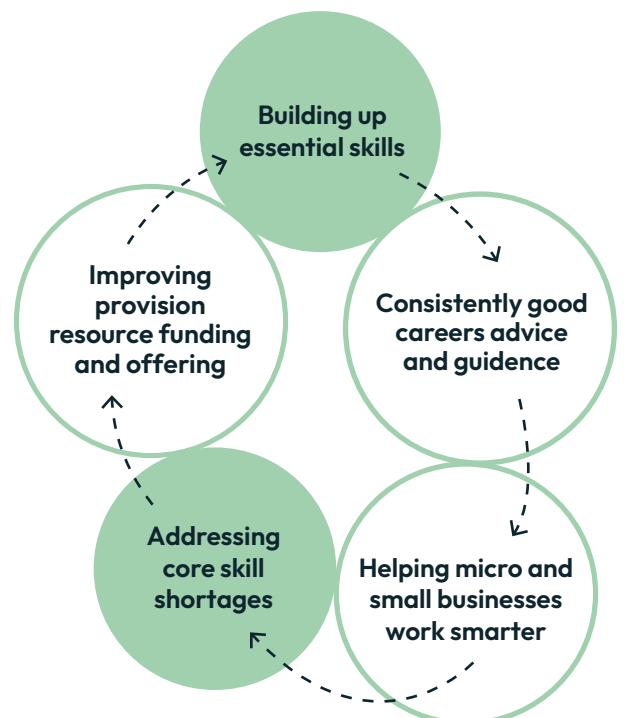 Building up
essential skills
Consistently good
careers advice
and guidence
Helping micro and
small businesses
work smarter
Addressing
core skill
shortages
Improving
provision
resource funding
and offering